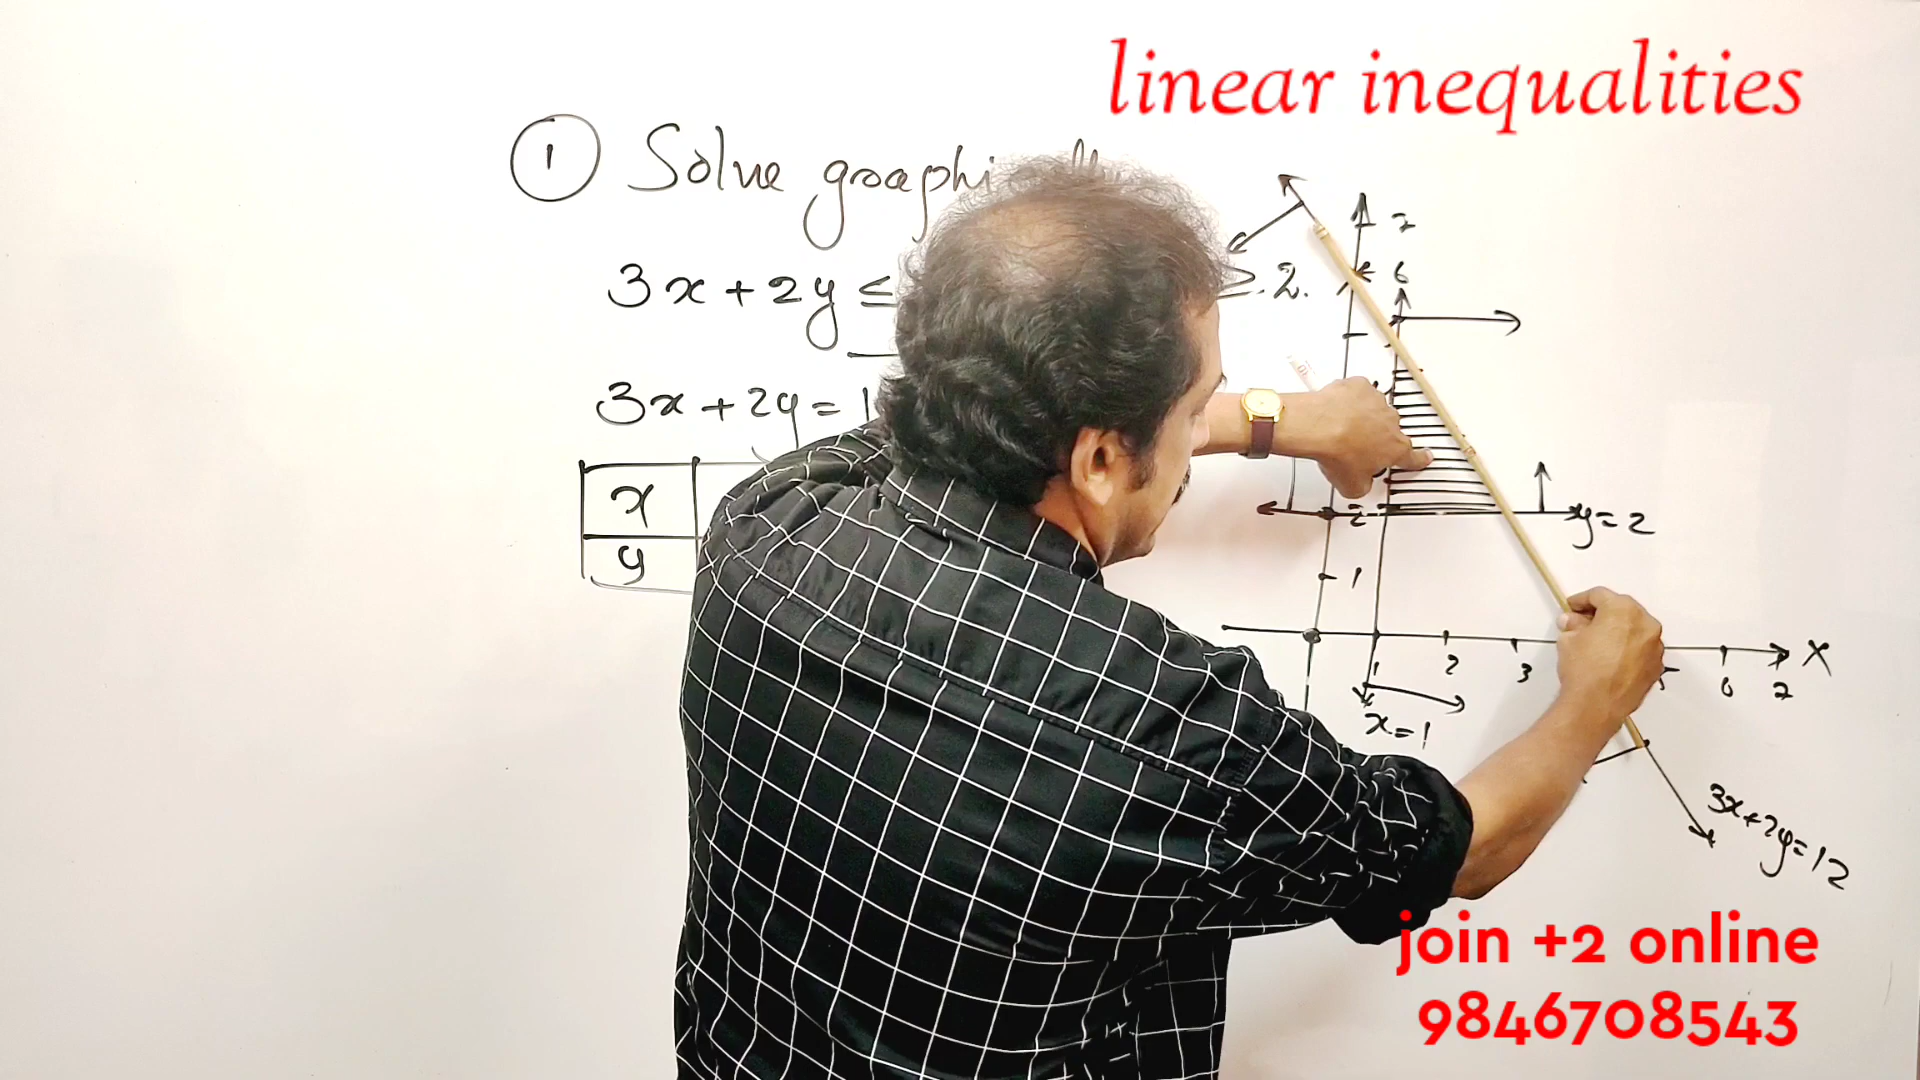 linear inequalities
1 Solve graphi
3x + 2y ≤ ≥ 2.
3x + 2y = 1
x
y
7
6
2
1
y = 2
1 2 3 6 7 X
x = 1
3x + 2y = 12
join +2 online
9846708543